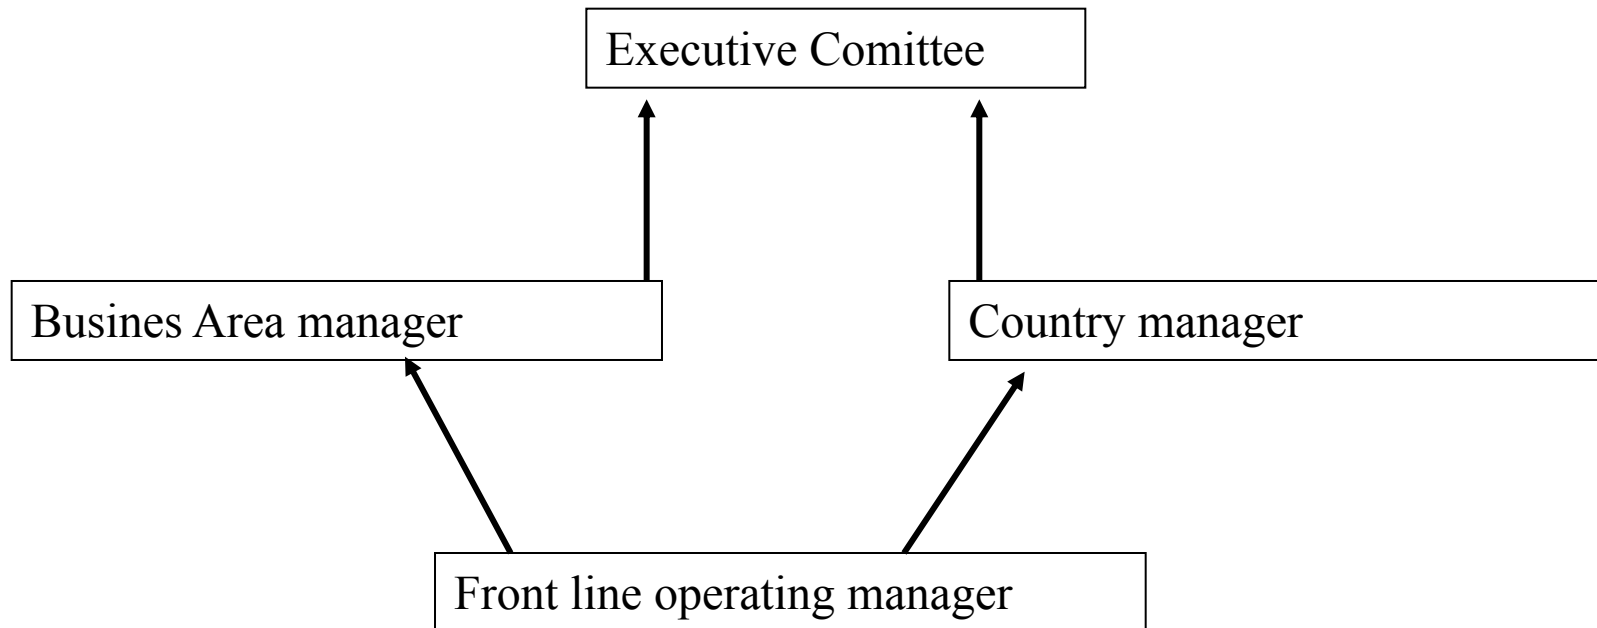 Executive Comittee
Busines Area manager
Country manager
Front line operating manager